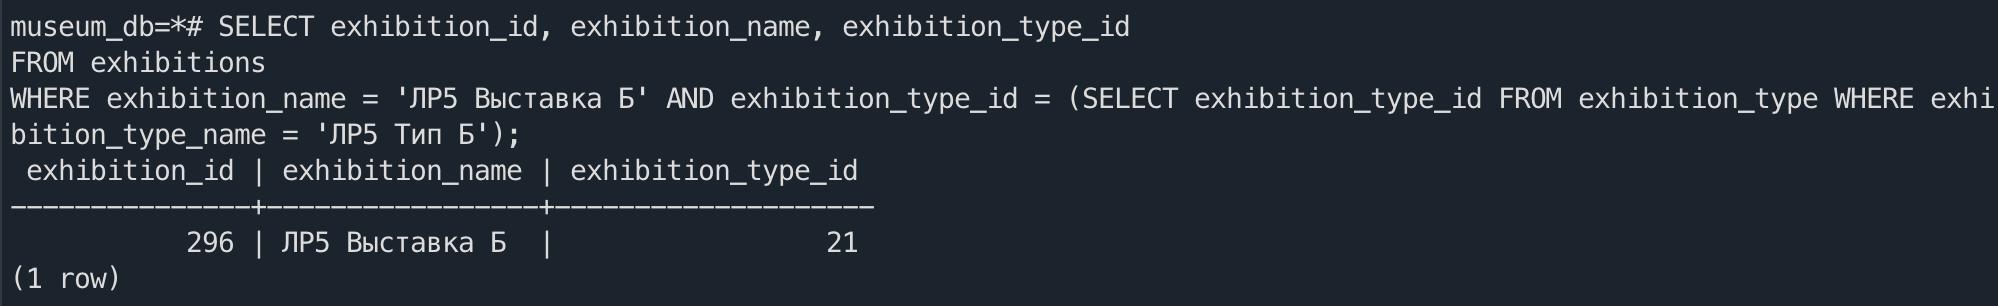 museum_db=*# SELECT exhibition_id, exhibition_name, exhibition_type_id
FROM exhibitions
WHERE exhibition_name = 'ЛР5 Выставка Б' AND exhibition_type_id = (SELECT exhibition_type_id FROM exhibition_type WHERE exhi
bition_type_name = 'ЛР5 Тип Б');
 exhibition_id | exhibition_name | exhibition_type_id
---------------+-----------------+--------------------
           296 | ЛР5 Выставка Б  |                 21
(1 row)